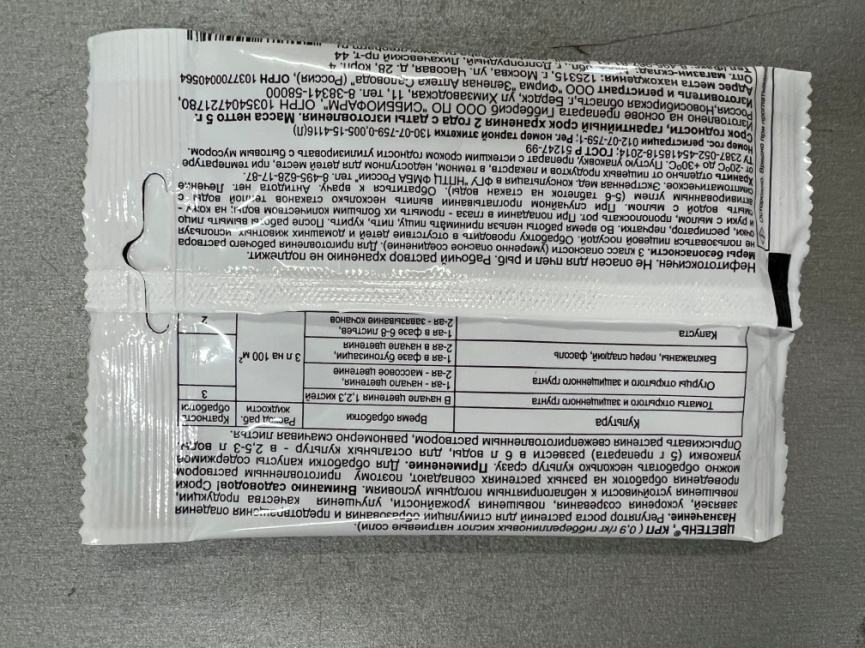 ЦВЕТЕНЬ®, КРП (0,9 г/кг гиббереллиновых кислот натриевых соли).
Назначение. Регулятор роста растений для стимуляции образования и предотвращения опадения
завязей, ускорения созревания, повышения урожайности, улучшения качества продукции,
повышения устойчивости к неблагоприятным погодным условиям. Вниманию садоводов! Сроки
проведения обработок на разных растениях совпадают, поэтому приготовленным раствором
можно обработать несколько культур сразу. Применение. Для обработки капусты содержимое
упаковки (5 г препарата) развести в 6 л воды, для остальных культур - в 2,5-3 л воды.
Опрыскивать растения свежеприготовленным раствором, равномерно смачивая листья.
Культура Время обработки Расход раб. жидкости Кратность обработки
Томаты открытого и защищенного грунта В начале цветения 1,2,3 кистей 3 л на 100 м² 3
Огурцы открытого и защищенного грунта 1-ая - начало цветения,
2-ая - массовое цветение
Баклажаны, перец сладкий, фасоль 1-ая в фазе бутонизации,
2-ая в начале цветения
Капуста 1-ая в фазе 6-8 листьев,
2-ая - завязывание кочанов 2
Нефитотоксичен. Не опасен для пчел и рыб. Рабочий раствор хранению не подлежит.
Меры безопасности. 3 класс опасности (умеренно опасное соединение). Для приготовления рабочего раствора
не пользоваться пищевой посудой. Обработку проводить в отсутствие детей и домашних животных используя
очки, респиратор, перчатки. Во время работы нельзя принимать пищу, пить, курить. После работы вымыть лицо
и руки с мылом, прополоскать рот. При попадании в глаза - промыть их большим количеством воды; на кожу -
смыть водой с мылом. При случайном проглатывании выпить несколько стаканов теплой воды с
активированным углем (5-6 таблеток на стакан воды). Обратиться к врачу. Антидота нет. Лечение
симптоматическое. Экстренная мед. консультация в ФГУ "НПТЦ ФМБА России" тел. 8-495-628-1687.
Хранить отдельно от пищевых продуктов и лекарств, в темном, недоступном для детей месте, при температуре
от -20°С до +30°С. Пустую упаковку, препарат с истекшим сроком годности утилизировать с бытовым мусором.
ТУ 2387-052-45418518-2014; ГОСТ Р 51247-99
Номер гос. регистрации 012-07-759-1; Рег. номер тарной этикетки 130-07-759-0,005-15-0116-П(Л)
Срок годности, гарантийный срок хранения 2 года с даты изготовления. Масса нетто 5 г.
Изготовлено на основе препарата Гиберсиб ООО ПО "СИББИОФАРМ", ОГРН 1035404721780,
Россия,Новосибирская область,г. Бердск, ул Химзаводская, 11, тел. 8-38341-58000
Изготовитель и регистрант ООО "Фирма "Зеленая Аптека Садовода" (Россия), ОГРН 1037700040564
Адрес места нахождения: 125315, г. Москва, ул. Часовая, д. 28, корп. 4
Опт. магазин-склад: обл., г. Долгопрудный, Лихачевский пр-т, 44
Осторожно. Вредно при проглатывании